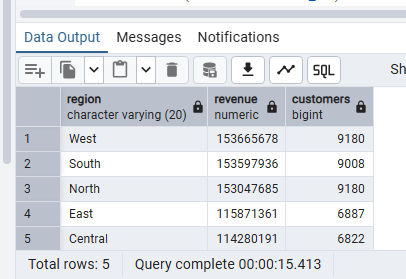 Data Output Messages Notifications
SQL Sh
region revenue customers
character varying (20) numeric bigint
1 West 153665678 9180
2 South 153597936 9008
3 North 153047685 9180
4 East 115871361 6887
5 Central 114280191 6822
Total rows: 5 Query complete 00:00:15.413